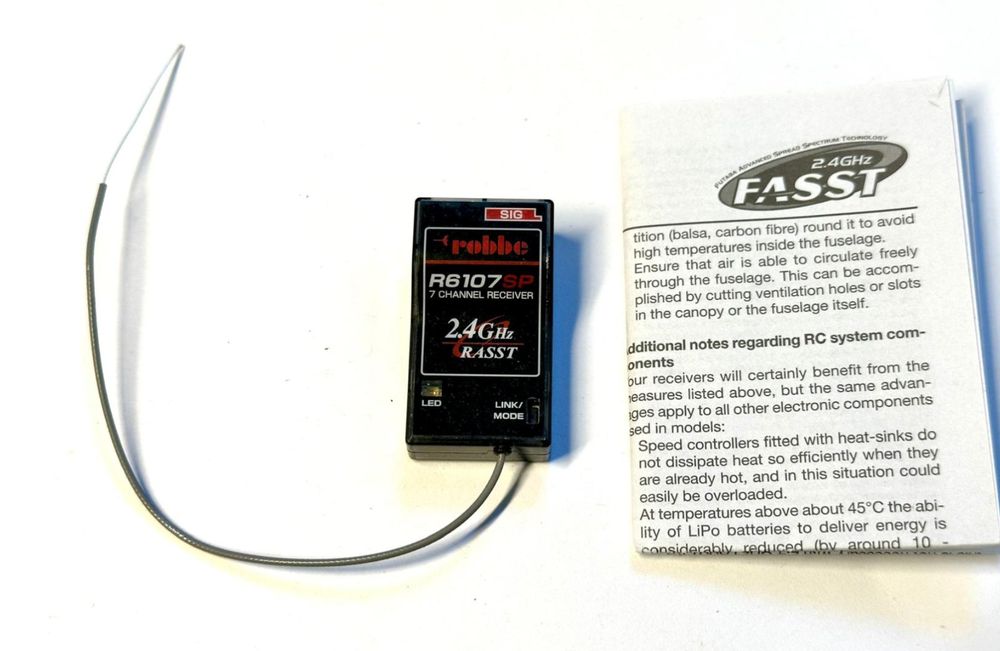 SIG
robbe
R6107SP
7 CHANNEL RECEIVER
2.4GHz
RASST
LED
LINK/
MODE
FUTABA ADVANCED SPREAD SPECTRUM TECHNOLOGY
2.4GHz
FASST
tition (balsa, carbon fibre) round it to avoid
high temperatures inside the fuselage.
Ensure that air is able to circulate freely
through the fuselage. This can be accom-
plished by cutting ventilation holes or slots
in the canopy or the fuselage itself.
dditional notes regarding RC system com-
onents
our receivers will certainly benefit from the
easures listed above, but the same advan-
ges apply to all other electronic components
sed in models:
Speed controllers fitted with heat-sinks do
not dissipate heat so efficiently when they
are already hot, and in this situation could
easily be overloaded.
At temperatures above about 45°C the abi-
lity of LiPo batteries to deliver energy is
considerably reduced (by around 10 -